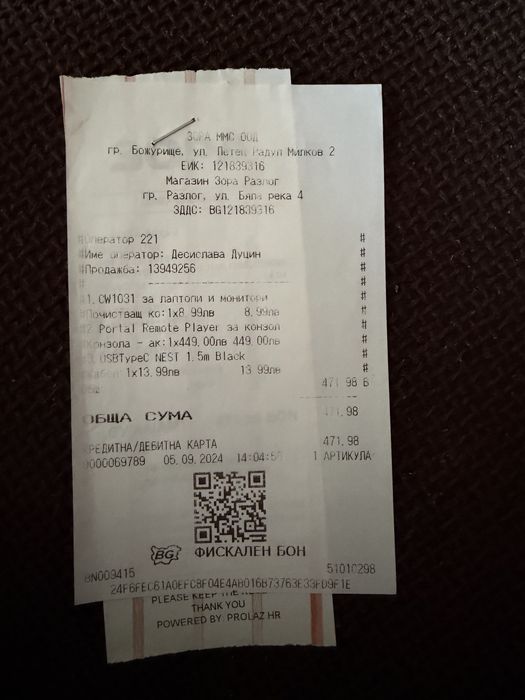 ЗОРА ММС ООД
гр. Божурище, ул. Петец Радул Милков 2
ЕИК: 121839316
Магазин Зора Разлог
гр. Разлог, ул. Бяла река 4
ЗДДС: BG121839316
#Оператор 221 #
#Име оператор: Десислава Дуцин #
#Продажба: 13949256 #
# #
#1. CW1031 за лаптопи и монитори #
#Почистващ ко:1x8.99лв 8.99лв #
#2. Portal Remote Player за конзол #
#Конзола - ак:1x449.00лв 449.00лв #
#3. USBTypeC NEST 1.5m Black #
1x13.99лв 13.99лв #
471.98 Б
ОБЩА СУМА 471.98
КРЕДИТНА/ДЕБИТНА КАРТА 471.98
0000069789 05.09.2024 1 АРТИКУЛА
BG ФИСКАЛЕН БОН
BN009415 51010298
PLEASE KEEP THE
THANK YOU
POWERED BY PROLAZ HR